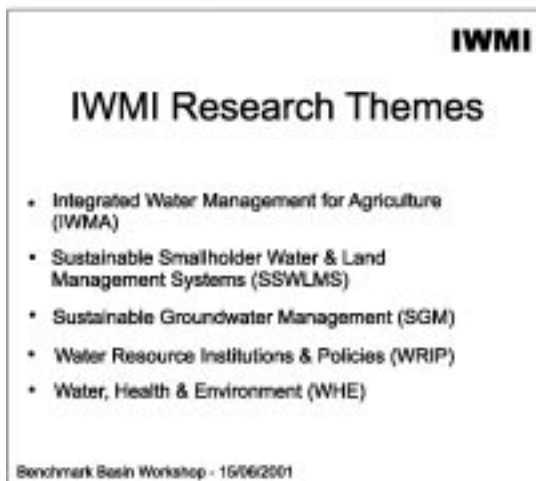 IWMI
IWMI Research Themes
• Integrated Water Management for Agriculture
(IWMA)
• Sustainable Smallholder Water & Land
Management Systems (SSWLMS)
• Sustainable Groundwater Management (SGM)
• Water Resource Institutions & Policies (WRIP)
• Water, Health & Environment (WHE)
Benchmark Basin Workshop - 15/06/2001